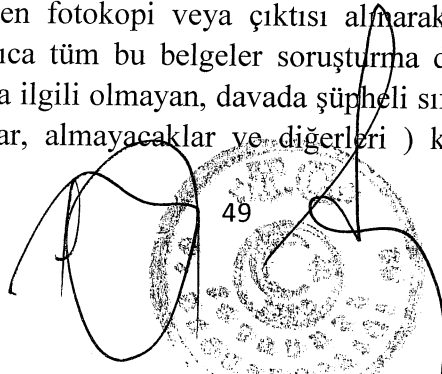 en fotokopi veya çıktısı alınarak
ıca tüm bu belgeler soruşturma
a ilgili olmayan, davada şüpheli
ar, almayacaklar ve diğerleri ) k
49